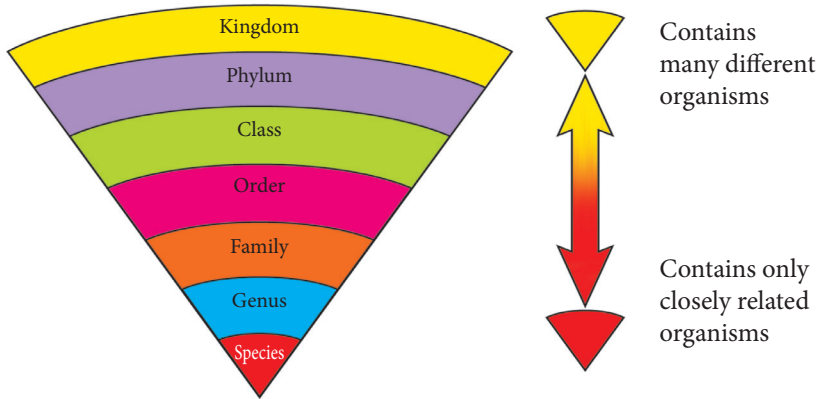 Kingdom
Phylum
Class
Order
Family
Genus
Species
Contains
many different
organisms
Contains only
closely related
organisms